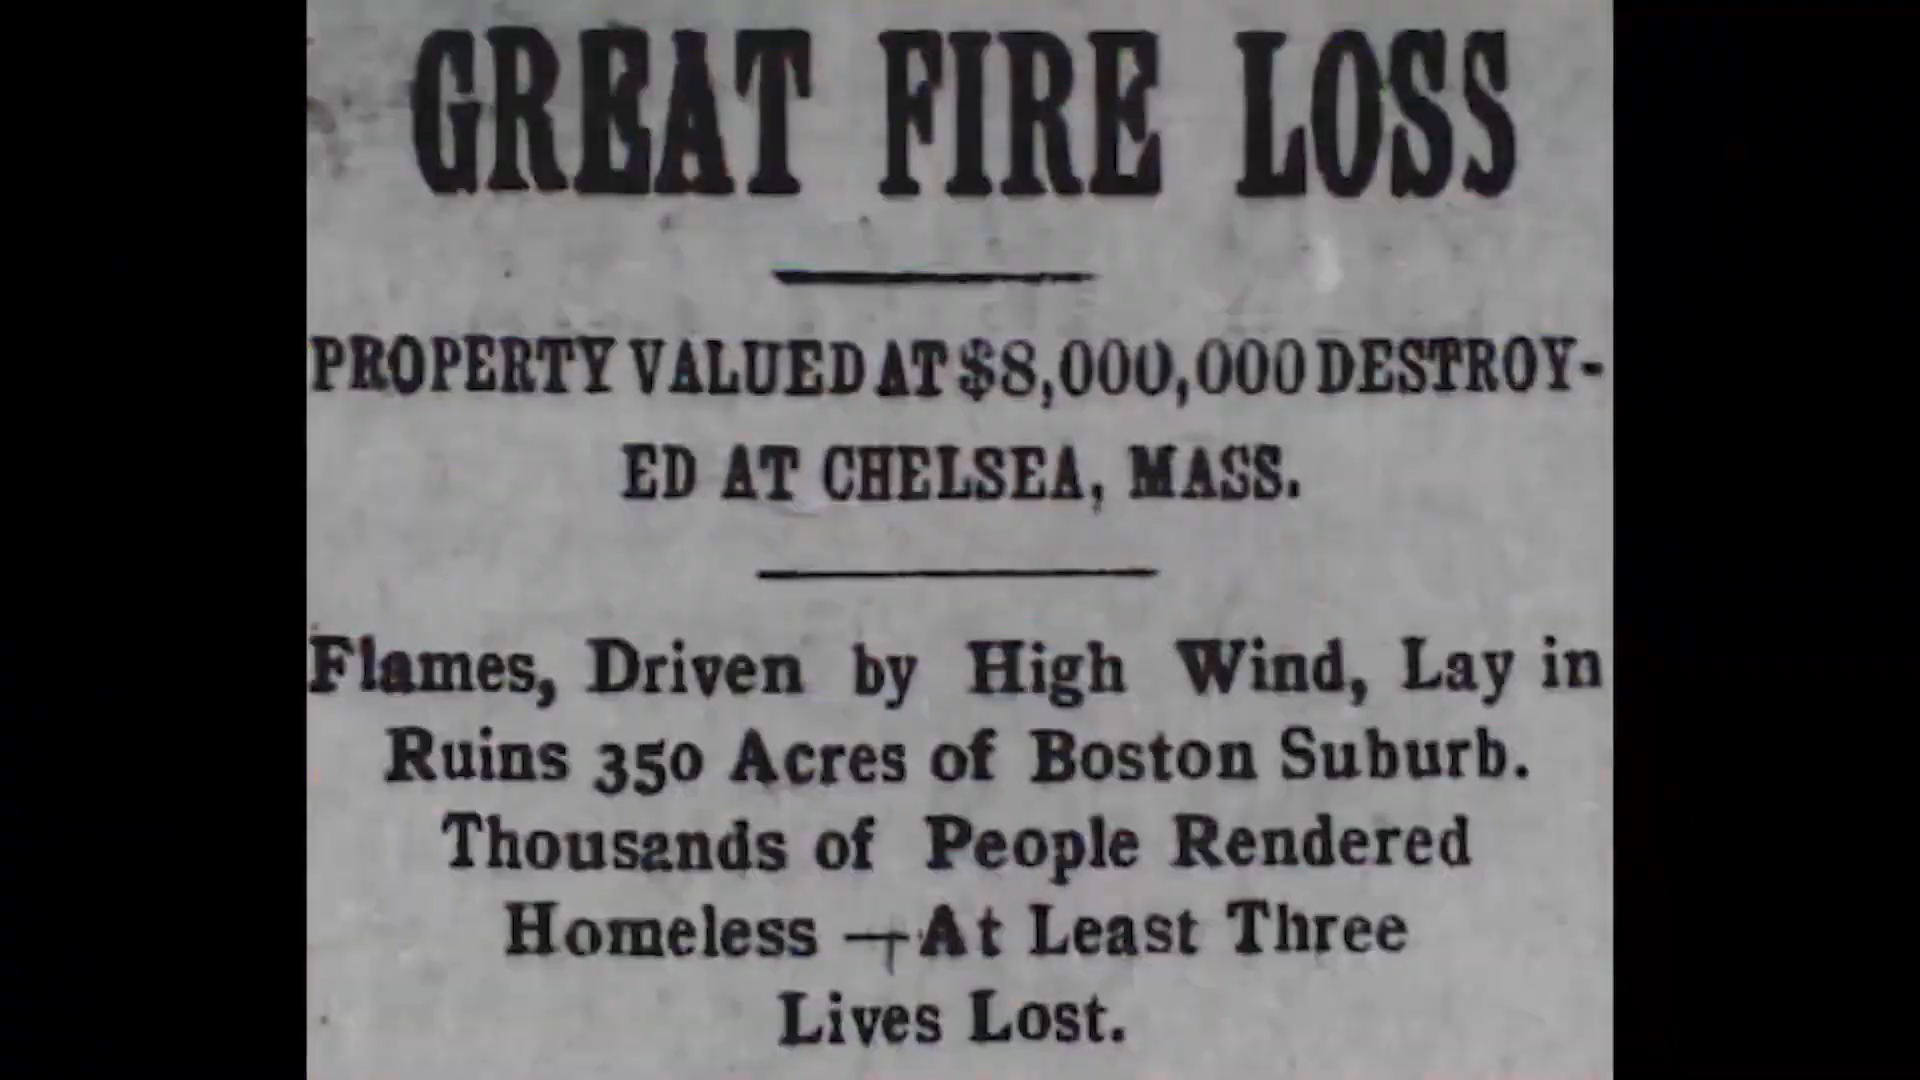 GREAT FIRE LOSS
PROPERTY VALUED AT $8,000,000 DESTROY-
ED AT CHELSEA, MASS.
Flames, Driven by High Wind, Lay in
Ruins 350 Acres of Boston Suburb.
Thousands of People Rendered
Homeless — At Least Three
Lives Lost.